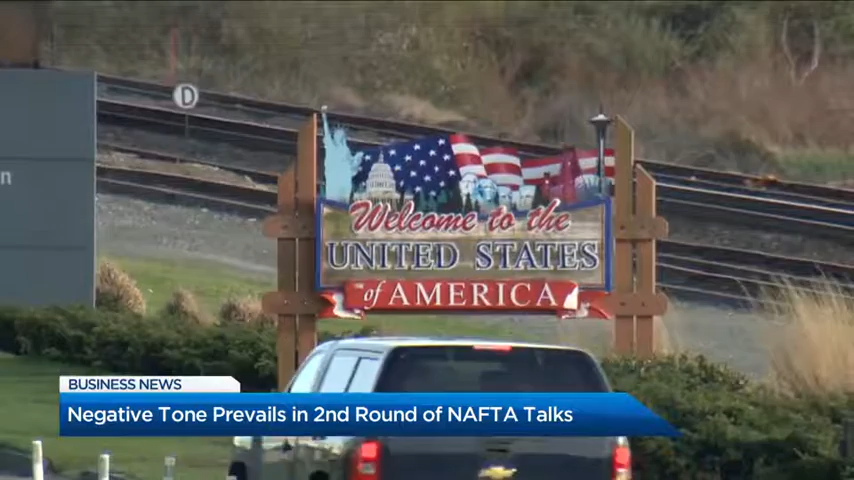 D
n
Welcome to the
UNITED STATES
of AMERICA
BUSINESS NEWS
Negative Tone Prevails in 2nd Round of NAFTA Talks